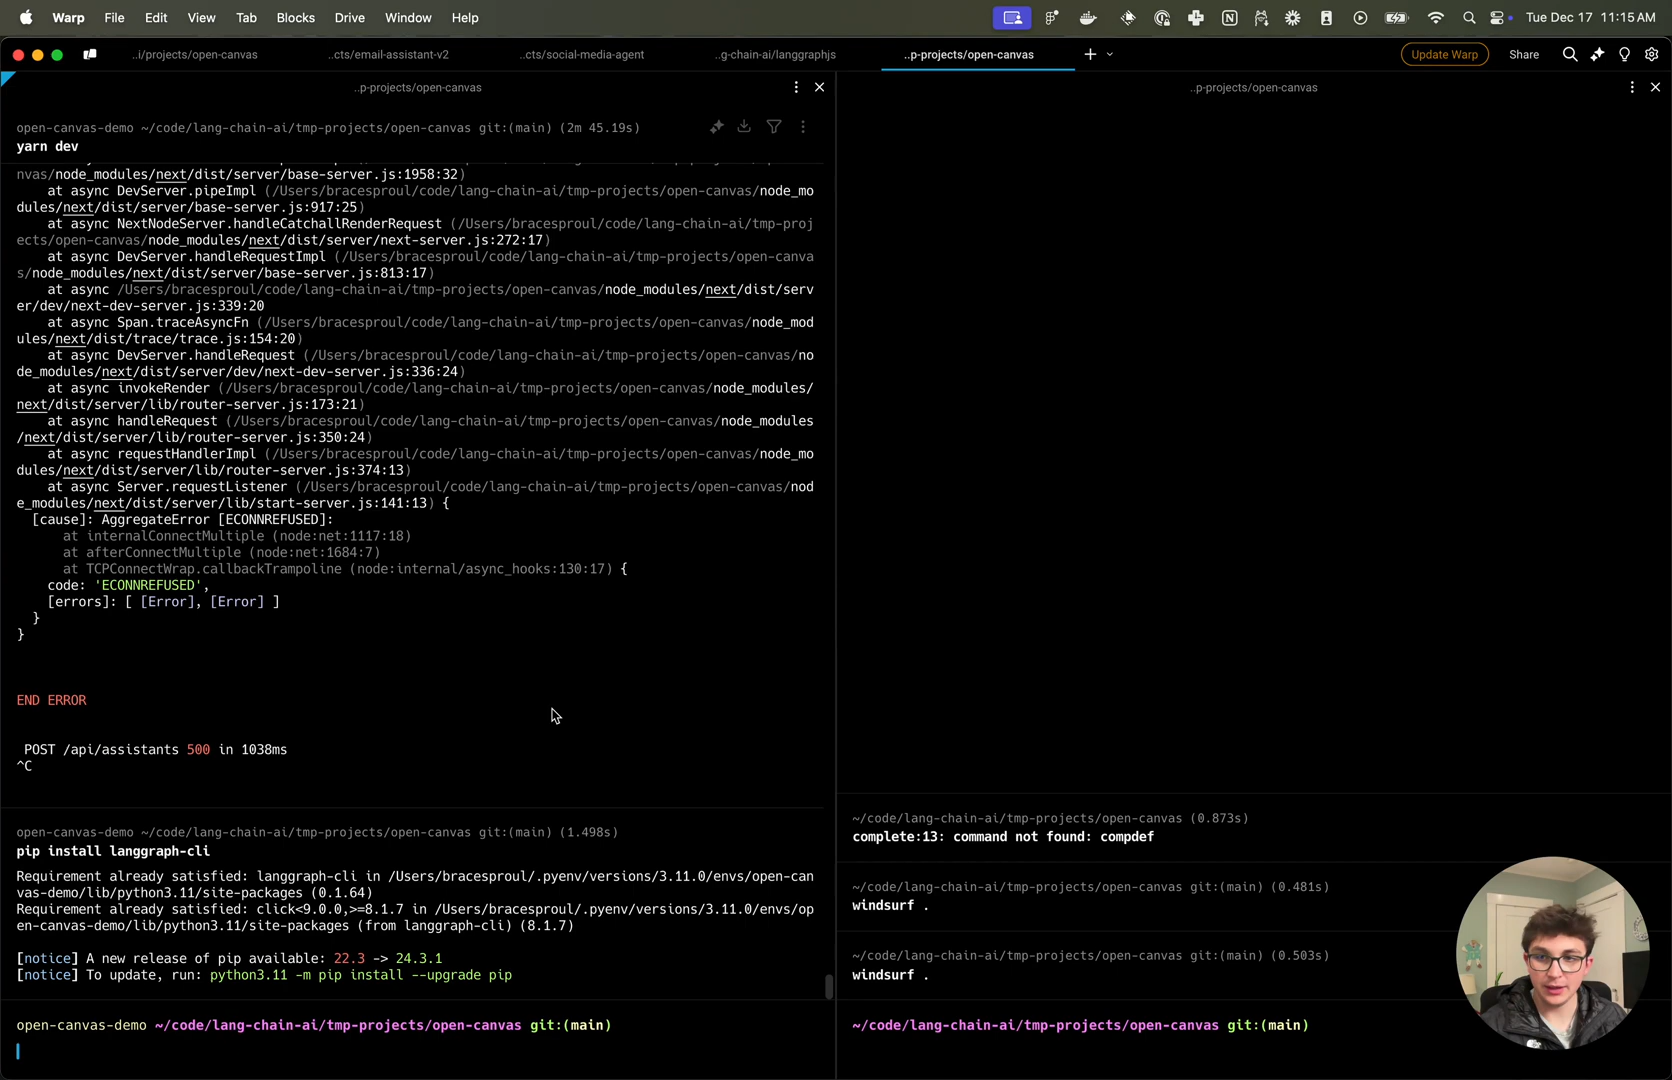 Warp File Edit View Tab Blocks Drive Window Help Tue Dec 17 11:15 AM
..i/projects/open-canvas ..cts/email-assistant-v2 ..cts/social-media-agent ..g-chain-ai/langgraphjs ..p-projects/open-canvas Update Warp Share
..p-projects/open-canvas
open-canvas-demo ~/code/lang-chain-ai/tmp-projects/open-canvas git:(main) (2m 45.19s)
yarn dev
nvas/node_modules/next/dist/server/base-server.js:1958:32)
at async DevServer.pipeImpl (/Users/bracesproul/code/lang-chain-ai/tmp-projects/open-canvas/node_mo
dules/next/dist/server/base-server.js:917:25)
at async NextNodeServer.handleCatchallRenderRequest (/Users/bracesproul/code/lang-chain-ai/tmp-proj
ects/open-canvas/node_modules/next/dist/server/next-server.js:272:17)
at async DevServer.handleRequestImpl (/Users/bracesproul/code/lang-chain-ai/tmp-projects/open-canva
s/node_modules/next/dist/server/base-server.js:813:17)
at async /Users/bracesproul/code/lang-chain-ai/tmp-projects/open-canvas/node_modules/next/dist/serv
er/dev/next-dev-server.js:339:20
at async Span.traceAsyncFn (/Users/bracesproul/code/lang-chain-ai/tmp-projects/open-canvas/node_mod
ules/next/dist/trace/trace.js:154:20)
at async DevServer.handleRequest (/Users/bracesproul/code/lang-chain-ai/tmp-projects/open-canvas/no
de_modules/next/dist/server/dev/next-dev-server.js:336:24)
at async invokeRender (/Users/bracesproul/code/lang-chain-ai/tmp-projects/open-canvas/node_modules/
next/dist/server/lib/router-server.js:173:21)
at async handleRequest (/Users/bracesproul/code/lang-chain-ai/tmp-projects/open-canvas/node_modules
/next/dist/server/lib/router-server.js:350:24)
at async requestHandlerImpl (/Users/bracesproul/code/lang-chain-ai/tmp-projects/open-canvas/node_mo
dules/next/dist/server/lib/router-server.js:374:13)
at async Server.requestListener (/Users/bracesproul/code/lang-chain-ai/tmp-projects/open-canvas/nod
e_modules/next/dist/server/lib/start-server.js:141:13) {
[cause]: AggregateError [ECONNREFUSED]:
at internalConnectMultiple (node:net:1117:18)
at afterConnectMultiple (node:net:1684:7)
at TCPConnectWrap.callbackTrampoline (node:internal/async_hooks:130:17) {
code: 'ECONNREFUSED',
[errors]: [ [Error], [Error] ]
}
}
END ERROR
POST /api/assistants 500 in 1038ms
^C
open-canvas-demo ~/code/lang-chain-ai/tmp-projects/open-canvas git:(main) (1.498s)
pip install langgraph-cli
Requirement already satisfied: langgraph-cli in /Users/bracesproul/.pyenv/versions/3.11.0/envs/open-can
vas-demo/lib/python3.11/site-packages (0.1.64)
Requirement already satisfied: click<9.0.0,>=8.1.7 in /Users/bracesproul/.pyenv/versions/3.11.0/envs/op
en-canvas-demo/lib/python3.11/site-packages (from langgraph-cli) (8.1.7)
[notice] A new release of pip available: 22.3 -> 24.3.1
[notice] To update, run: python3.11 -m pip install --upgrade pip
open-canvas-demo ~/code/lang-chain-ai/tmp-projects/open-canvas git:(main)
..p-projects/open-canvas
~/code/lang-chain-ai/tmp-projects/open-canvas (0.873s)
complete:13: command not found: compdef
~/code/lang-chain-ai/tmp-projects/open-canvas git:(main) (0.481s)
windsurf .
~/code/lang-chain-ai/tmp-projects/open-canvas git:(main) (0.503s)
windsurf .
~/code/lang-chain-ai/tmp-projects/open-canvas git:(main)